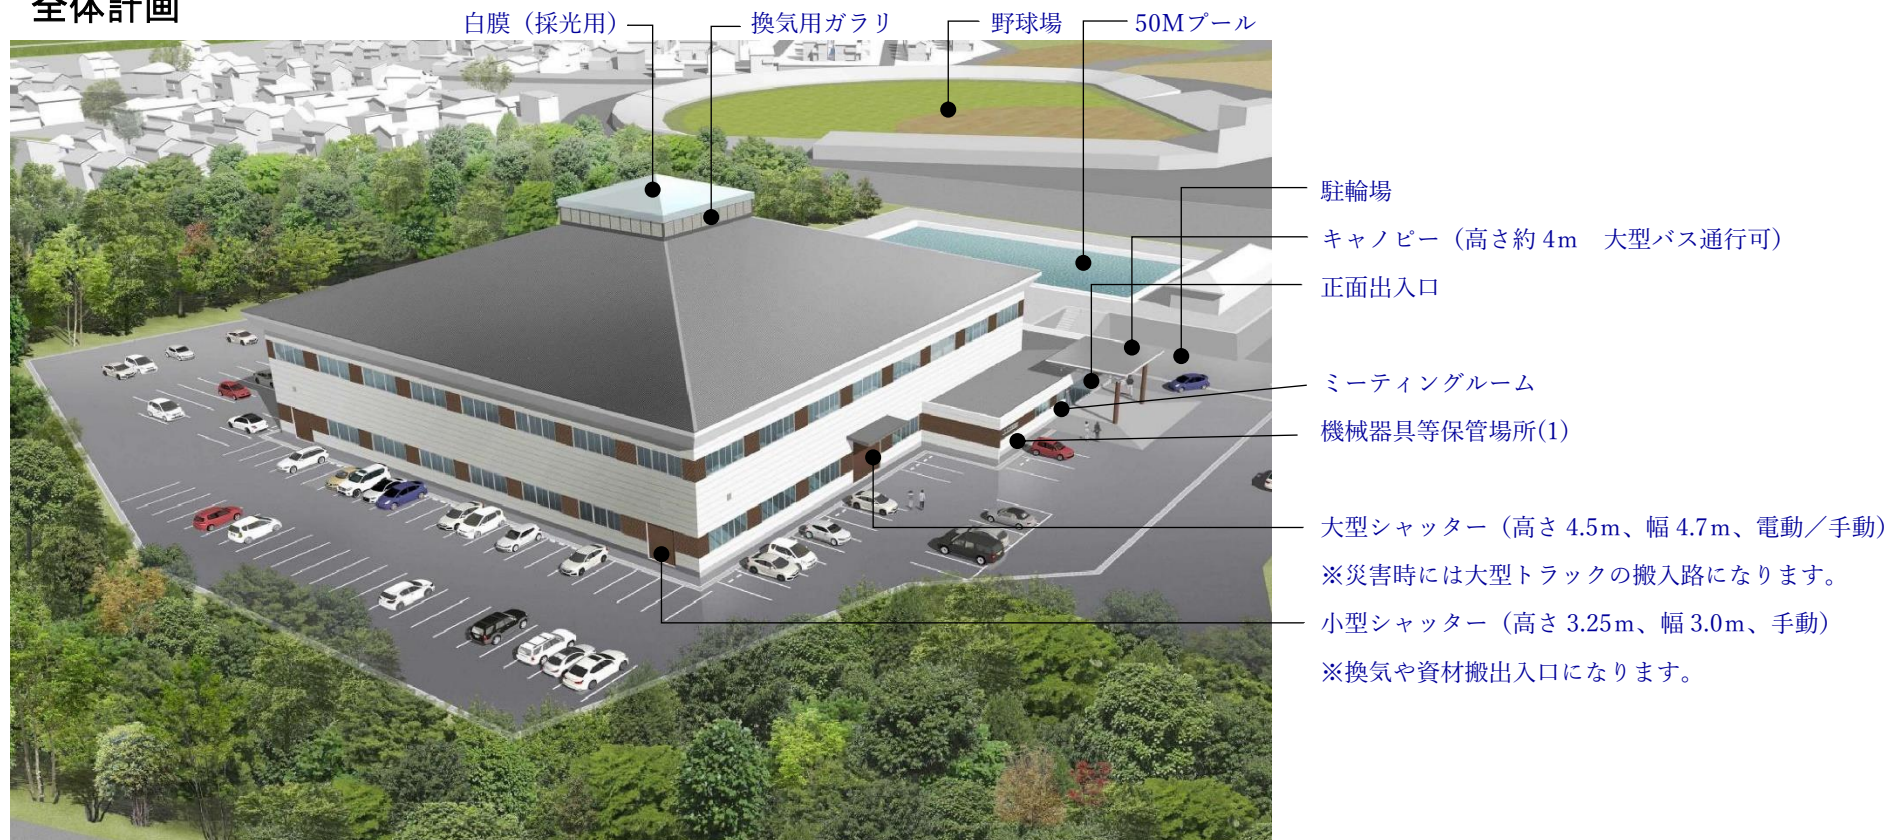 全体計画
白膜（採光用）
換気用ガラリ
野球場
50Mプール
駐輪場
キャノピー（高さ約 4m　大型バス通行可）
正面出入口
ミーティングルーム
機械器具等保管場所(1)
大型シャッター（高さ 4.5m、幅 4.7m、電動／手動）
※災害時には大型トラックの搬入路になります。
小型シャッター（高さ 3.25m、幅 3.0m、手動）
※換気や資材搬出入口になります。